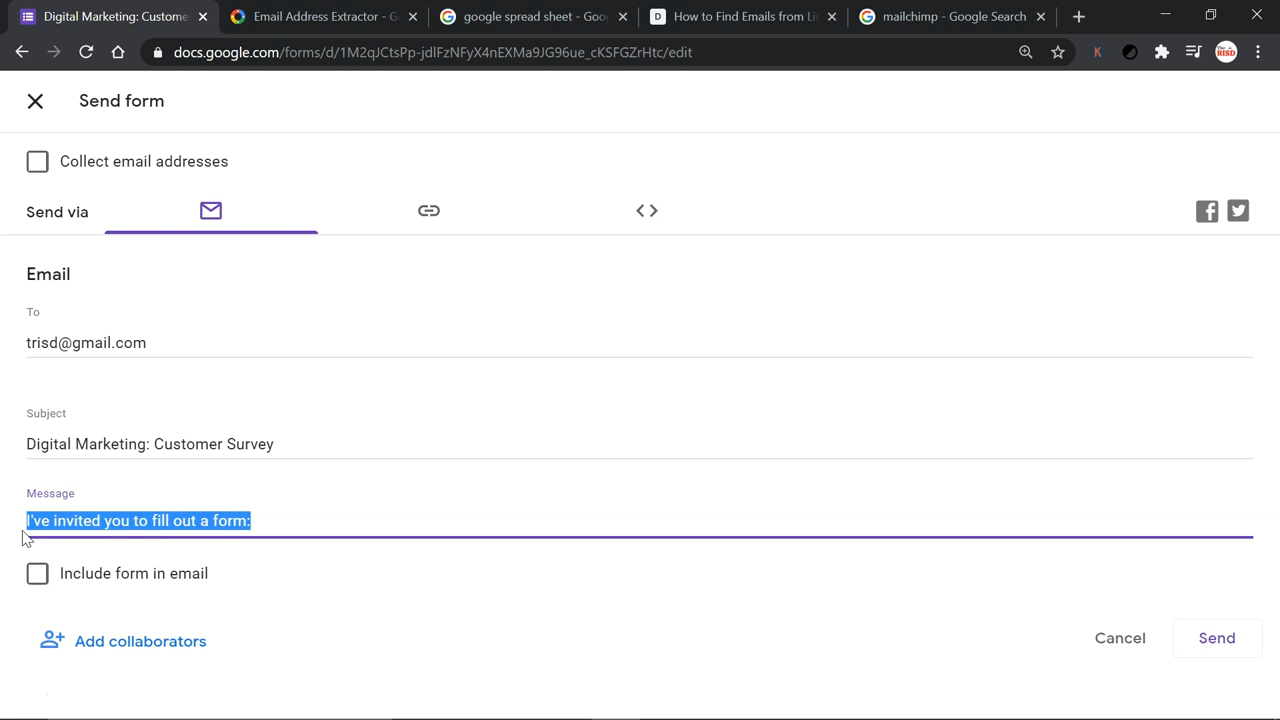 Digital Marketing: Custome
Email Address Extractor - G
google spread sheet - Goo
How to Find Emails from Li
mailchimp - Google Search
docs.google.com/forms/d/1M2qJCtsPp-jdIFzNFyX4nEXMa9JG96ue_cKSFGZrHtc/edit
K
The RISD
Send form
Collect email addresses
Send via
Email
To
trisd@gmail.com
Subject
Digital Marketing: Customer Survey
Message
I've invited you to fill out a form:
Include form in email
Add collaborators
Cancel
Send